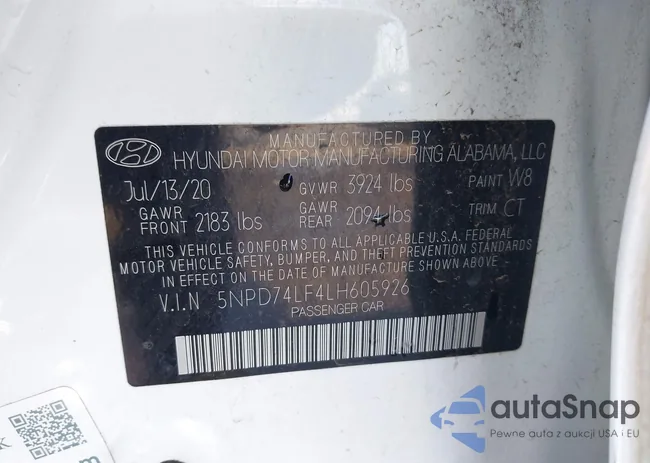 MANUFACTURED BY
HYUNDAI MOTOR MANUFACTURING ALABAMA, LLC
Jul/13/20 GVWR 3924 lbs PAINT W8
GAWR FRONT 2183 lbs GAWR REAR 2094 lbs TRIM CT
THIS VEHICLE CONFORMS TO ALL APPLICABLE U.S.A. FEDERAL
MOTOR VEHICLE SAFETY, BUMPER, AND THEFT PREVENTION STANDARDS
IN EFFECT ON THE DATE OF MANUFACTURE SHOWN ABOVE.
V.I.N 5NPD74LF4LH605926
PASSENGER CAR
autaSnap
Pewne auta z aukcji USA i EU